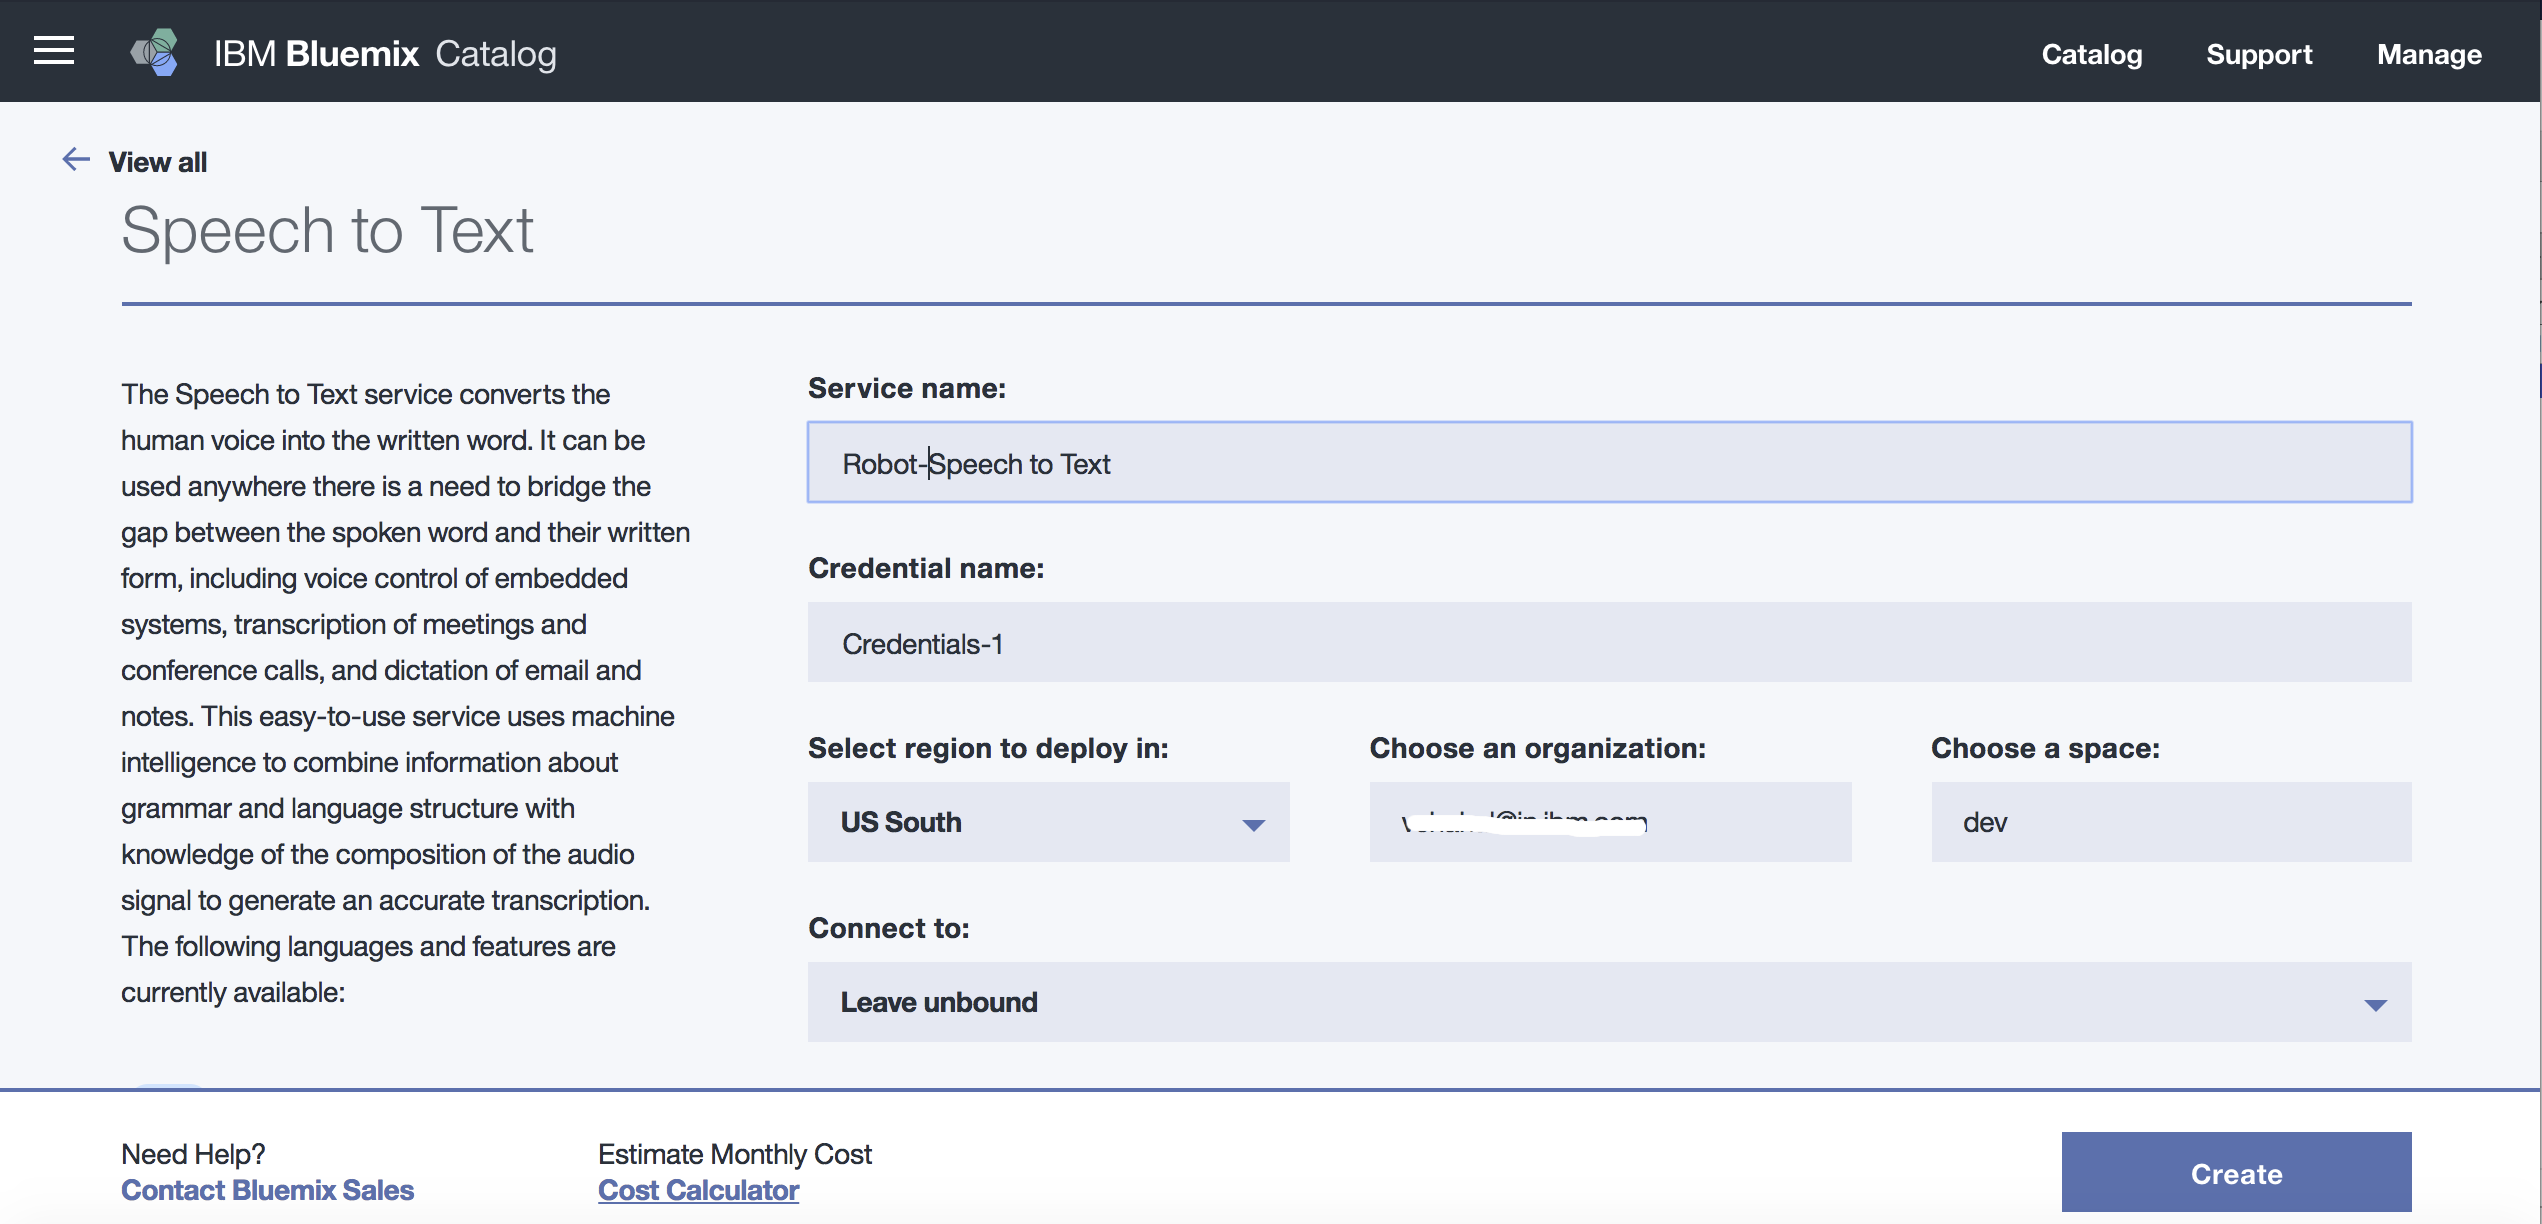 IBM Bluemix Catalog
Catalog Support Manage
View all
Speech to Text
The Speech to Text service converts the
human voice into the written word. It can be
used anywhere there is a need to bridge the
gap between the spoken word and their written
form, including voice control of embedded
systems, transcription of meetings and
conference calls, and dictation of email and
notes. This easy-to-use service uses machine
intelligence to combine information about
grammar and language structure with
knowledge of the composition of the audio
signal to generate an accurate transcription.
The following languages and features are
currently available:
Service name:
Robot-Speech to Text
Credential name:
Credentials-1
Select region to deploy in:
US South
Choose an organization:
Choose a space:
dev
Connect to:
Leave unbound
Need Help?
Contact Bluemix Sales
Estimate Monthly Cost
Cost Calculator
Create